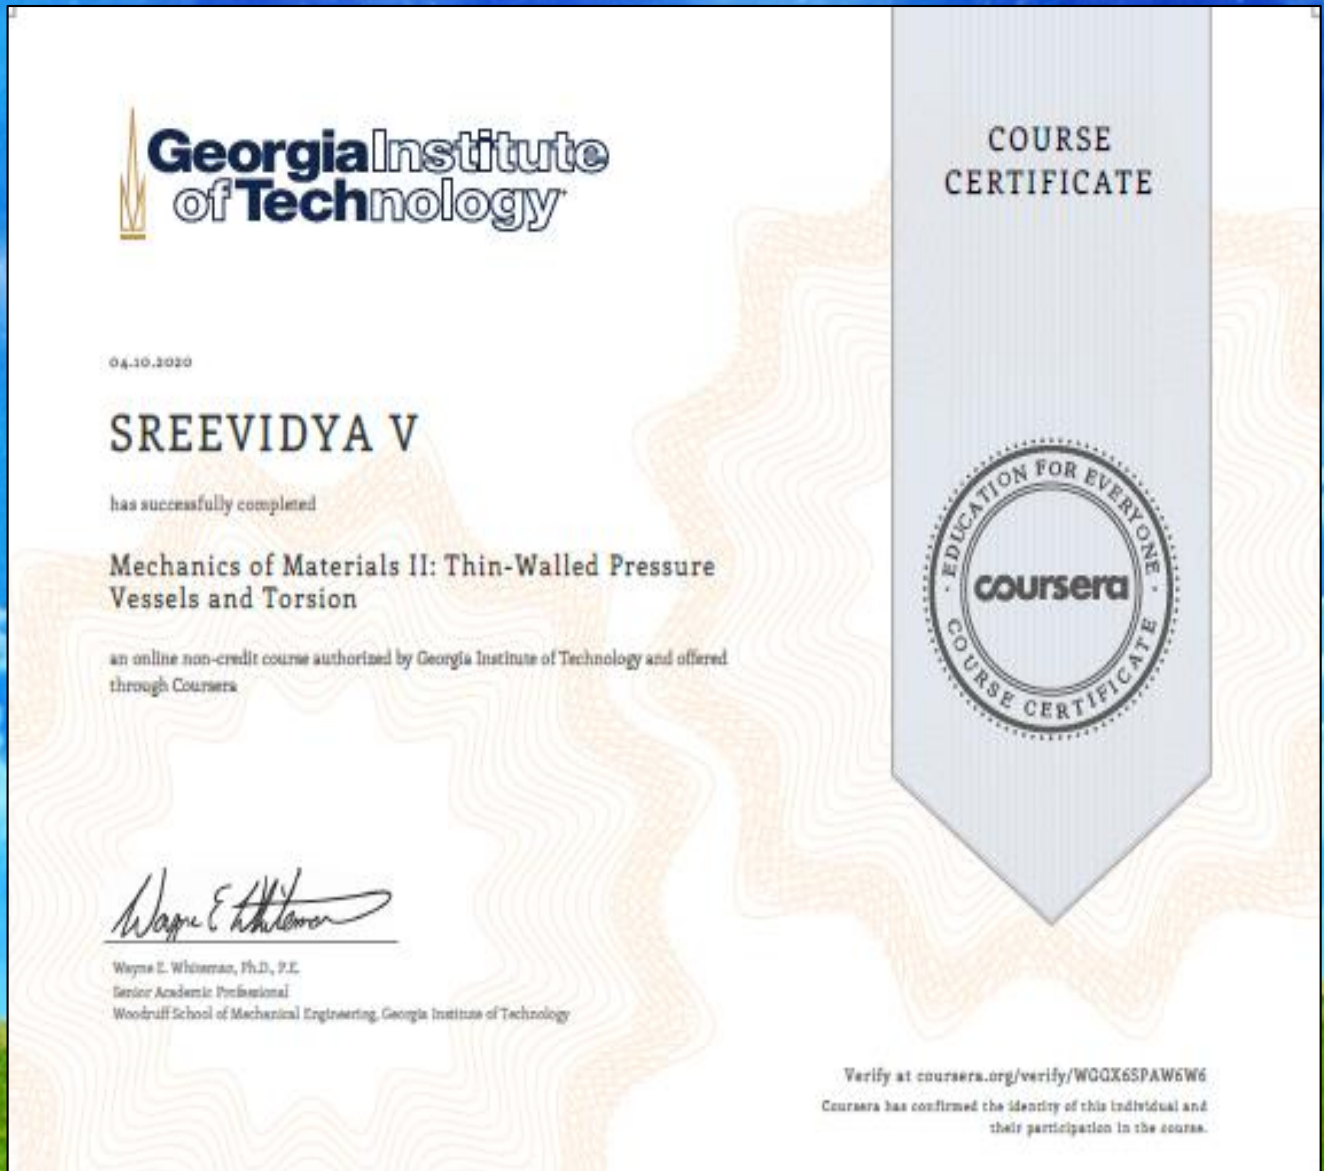 Georgia Institute
of Technology
COURSE
CERTIFICATE
04.10.2020
SREEVIDYA V
has successfully completed
Mechanics of Materials II: Thin-Walled Pressure
Vessels and Torsion
an online non-credit course authorized by Georgia Institute of Technology and offered
through Coursera
EDUCATION FOR EVERYONE
coursera
COURSE CERTIFICATE
Wayne E Whiteman
Wayne E. Whiteman, Ph.D., P.E.
Senior Academic Professional
Woodruff School of Mechanical Engineering, Georgia Institute of Technology
Verify at coursera.org/verify/WGQX6SPAW6W6
Coursera has confirmed the identity of this individual and
their participation in the course.